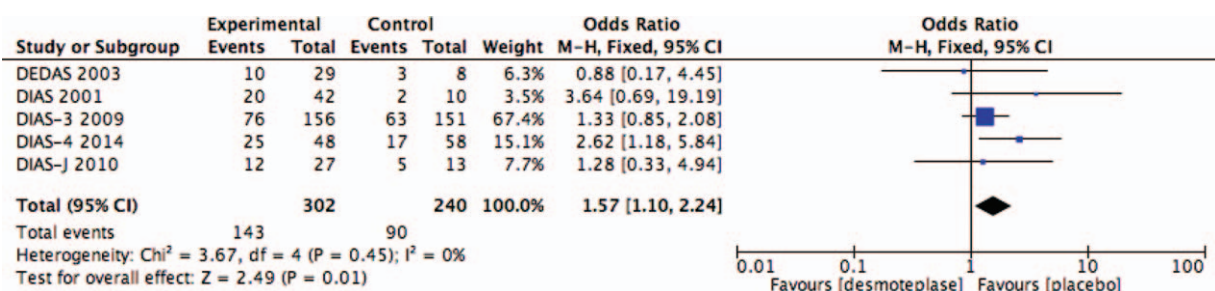 Experimental Control Odds Ratio Odds Ratio
Study or Subgroup Events Total Events Total Weight M-H, Fixed, 95% CI M-H, Fixed, 95% CI
DEDAS 2003 10 29 3 8 6.3% 0.88 [0.17, 4.45]
DIAS 2001 20 42 2 10 3.5% 3.64 [0.69, 19.19]
DIAS-3 2009 76 156 63 151 67.4% 1.33 [0.85, 2.08]
DIAS-4 2014 25 48 17 58 15.1% 2.62 [1.18, 5.84]
DIAS-J 2010 12 27 5 13 7.7% 1.28 [0.33, 4.94]
Total (95% CI) 302 240 100.0% 1.57 [1.10, 2.24]
Total events 143 90
Heterogeneity: Chi² = 3.67, df = 4 (P = 0.45); I² = 0%
Test for overall effect: Z = 2.49 (P = 0.01)
0.01 0.1 1 10 100
Favours [desmoteplase] Favours [placebo]